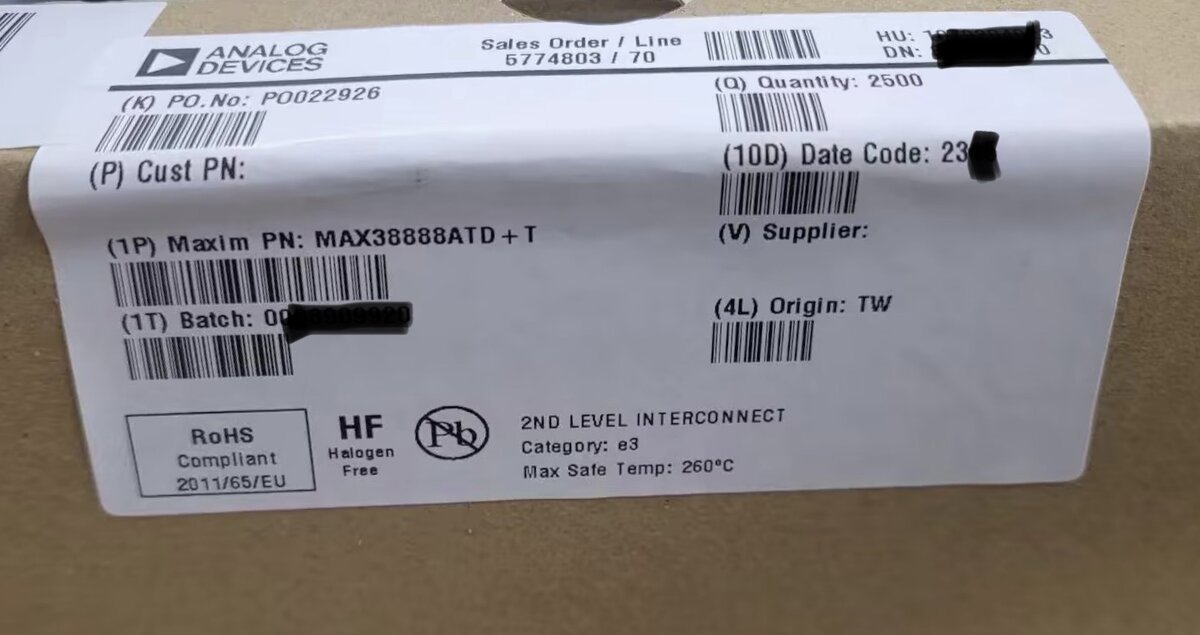 ANALOG
DEVICES
Sales Order / Line
5774803 / 70
HU:
DN:
(K) PO.No: PO022926
(Q) Quantity: 2500
(P) Cust PN:
(10D) Date Code: 23
(1P) Maxim PN: MAX38888ATD+T
(V) Supplier:
(1T) Batch:
(4L) Origin: TW
RoHS
Compliant
2011/65/EU
HF
Halogen
Free
Pb
2ND LEVEL INTERCONNECT
Category: e3
Max Safe Temp: 260°C